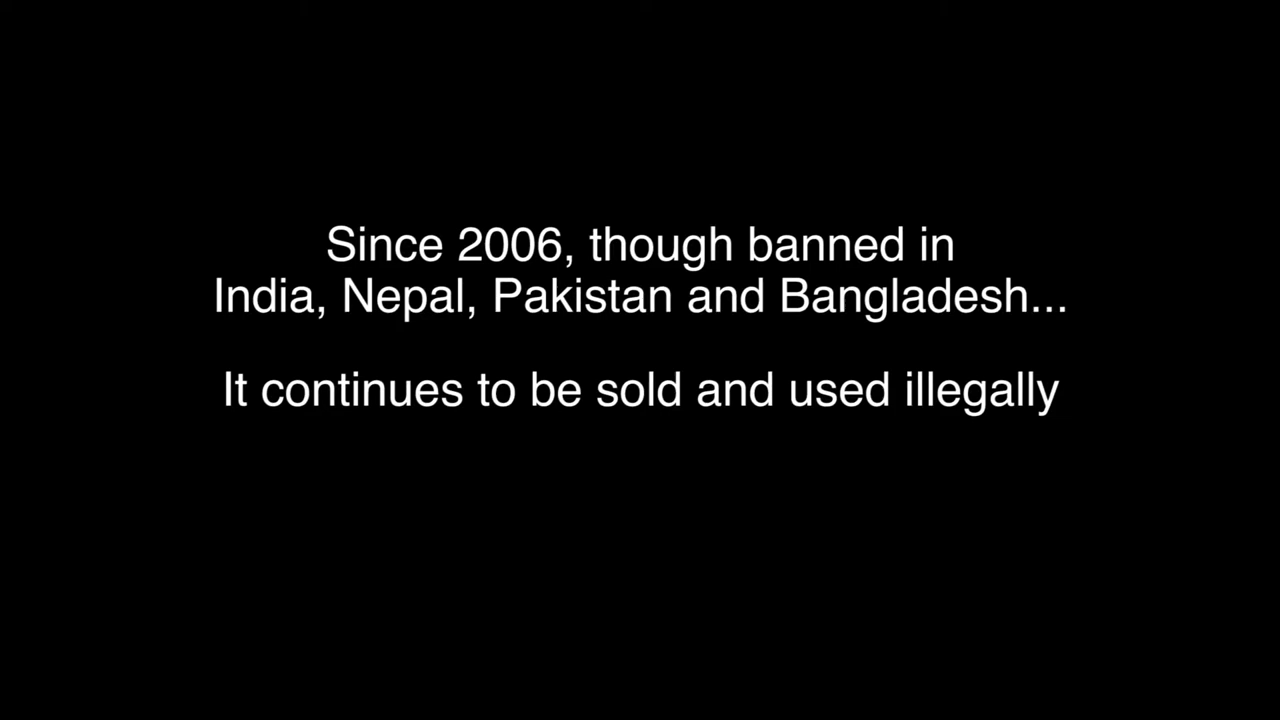 Since 2006, though banned in
India, Nepal, Pakistan and Bangladesh...
It continues to be sold and used illegally